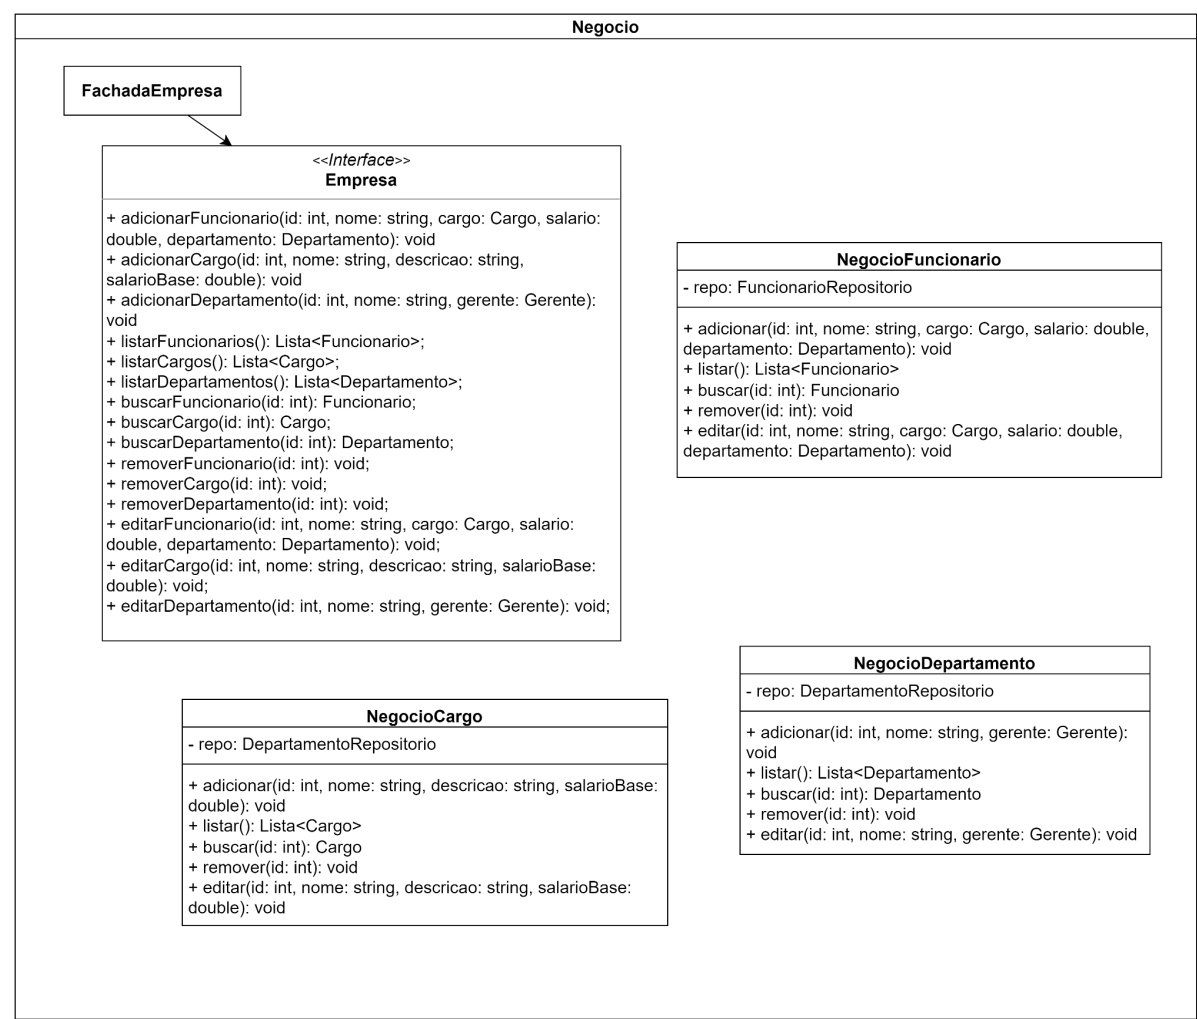 Negocio
FachadaEmpresa
<<Interface>>
Empresa
+ adicionarFuncionario(id: int, nome: string, cargo: Cargo, salario:
double, departamento: Departamento): void
+ adicionarCargo(id: int, nome: string, descricao: string,
salarioBase: double): void
+ adicionarDepartamento(id: int, nome: string, gerente: Gerente):
void
+ listarFuncionarios(): Lista<Funcionario>;
+ listarCargos(): Lista<Cargo>;
+ listarDepartamentos(): Lista<Departamento>;
+ buscarFuncionario(id: int): Funcionario;
+ buscarCargo(id: int): Cargo;
+ buscarDepartamento(id: int): Departamento;
+ removerFuncionario(id: int): void;
+ removerCargo(id: int): void;
+ removerDepartamento(id: int): void;
+ editarFuncionario(id: int, nome: string, cargo: Cargo, salario:
double, departamento: Departamento): void;
+ editarCargo(id: int, nome: string, descricao: string, salarioBase:
double): void;
+ editarDepartamento(id: int, nome: string, gerente: Gerente): void;
NegocioFuncionario
- repo: FuncionarioRepositorio
+ adicionar(id: int, nome: string, cargo: Cargo, salario: double,
departamento: Departamento): void
+ listar(): Lista<Funcionario>
+ buscar(id: int): Funcionario
+ remover(id: int): void
+ editar(id: int, nome: string, cargo: Cargo, salario: double,
departamento: Departamento): void
NegocioCargo
- repo: DepartamentoRepositorio
+ adicionar(id: int, nome: string, descricao: string, salarioBase:
double): void
+ listar(): Lista<Cargo>
+ buscar(id: int): Cargo
+ remover(id: int): void
+ editar(id: int, nome: string, descricao: string, salarioBase:
double): void
NegocioDepartamento
- repo: DepartamentoRepositorio
+ adicionar(id: int, nome: string, gerente: Gerente):
void
+ listar(): Lista<Departamento>
+ buscar(id: int): Departamento
+ remover(id: int): void
+ editar(id: int, nome: string, gerente: Gerente): void